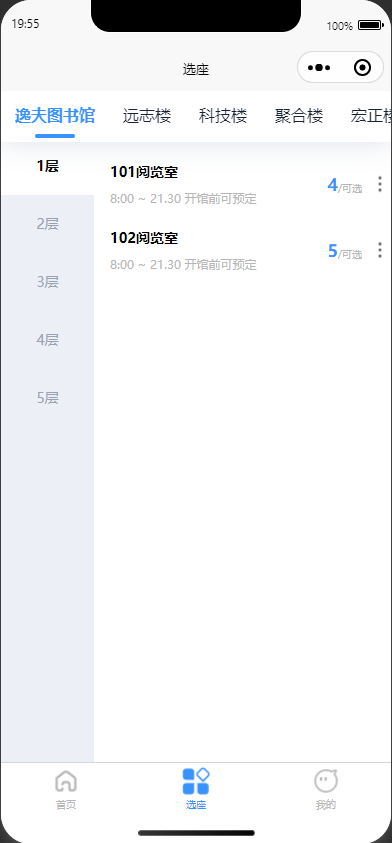 19:55
100%
选座
逸夫图书馆 远志楼 科技楼 聚合楼 宏正楼
1层
2层
3层
4层
5层
101阅览室
8:00 ~ 21.30 开馆前可预定
4/可选
102阅览室
8:00 ~ 21.30 开馆前可预定
5/可选
首页 选座 我的